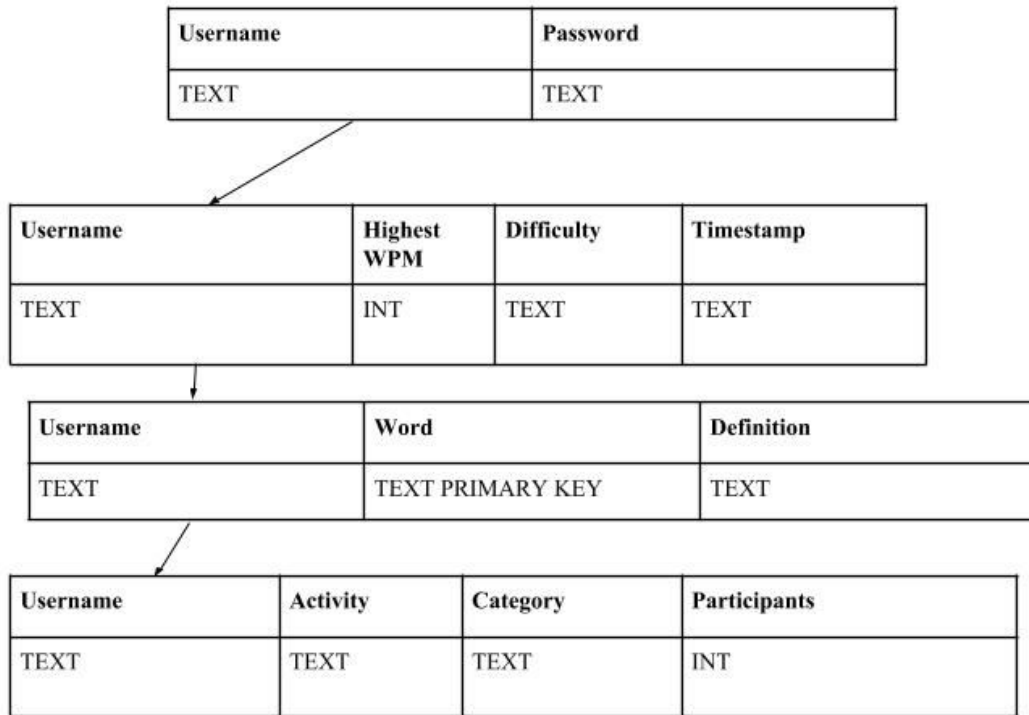 Username Password
TEXT TEXT
Username Highest WPM Difficulty Timestamp
TEXT INT TEXT TEXT
Username Word Definition
TEXT TEXT PRIMARY KEY TEXT
Username Activity Category Participants
TEXT TEXT TEXT INT